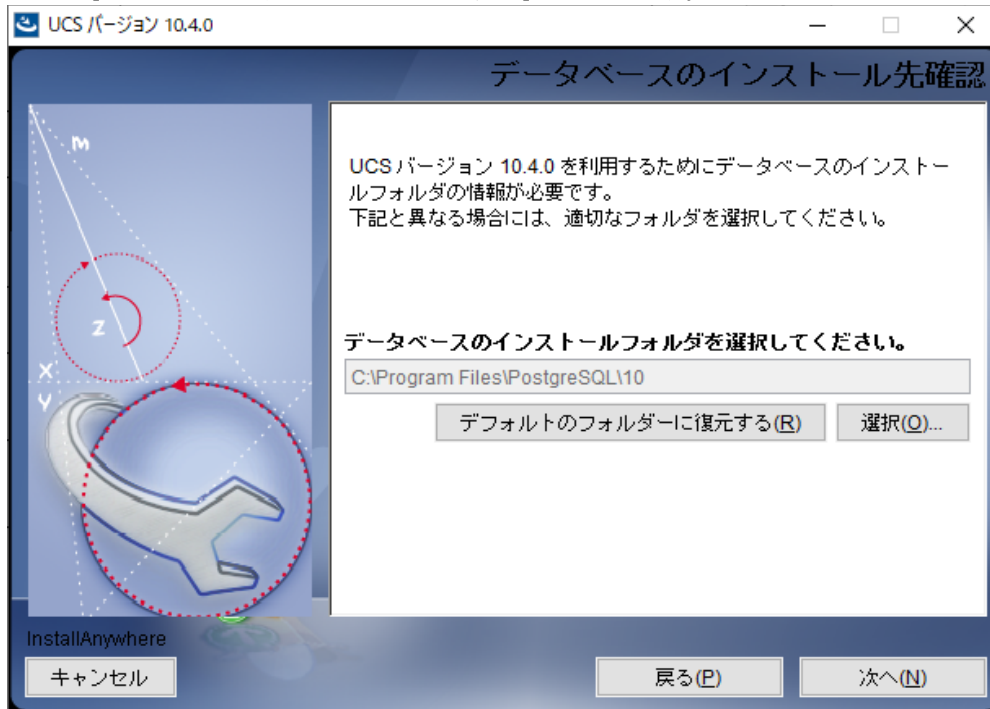 UCS バージョン 10.4.0
データベースのインストール先確認
UCS バージョン 10.4.0 を利用するためにデータベースのインストー
ルフォルダの情報が必要です。
下記と異なる場合には、適切なフォルダを選択してください。
データベースのインストールフォルダを選択してください。
C:\Program Files\PostgreSQL\10
デフォルトのフォルダーに復元する(R)
選択(O)...
m
z
X
Y
InstallAnywhere
キャンセル
戻る(P)
次へ(N)